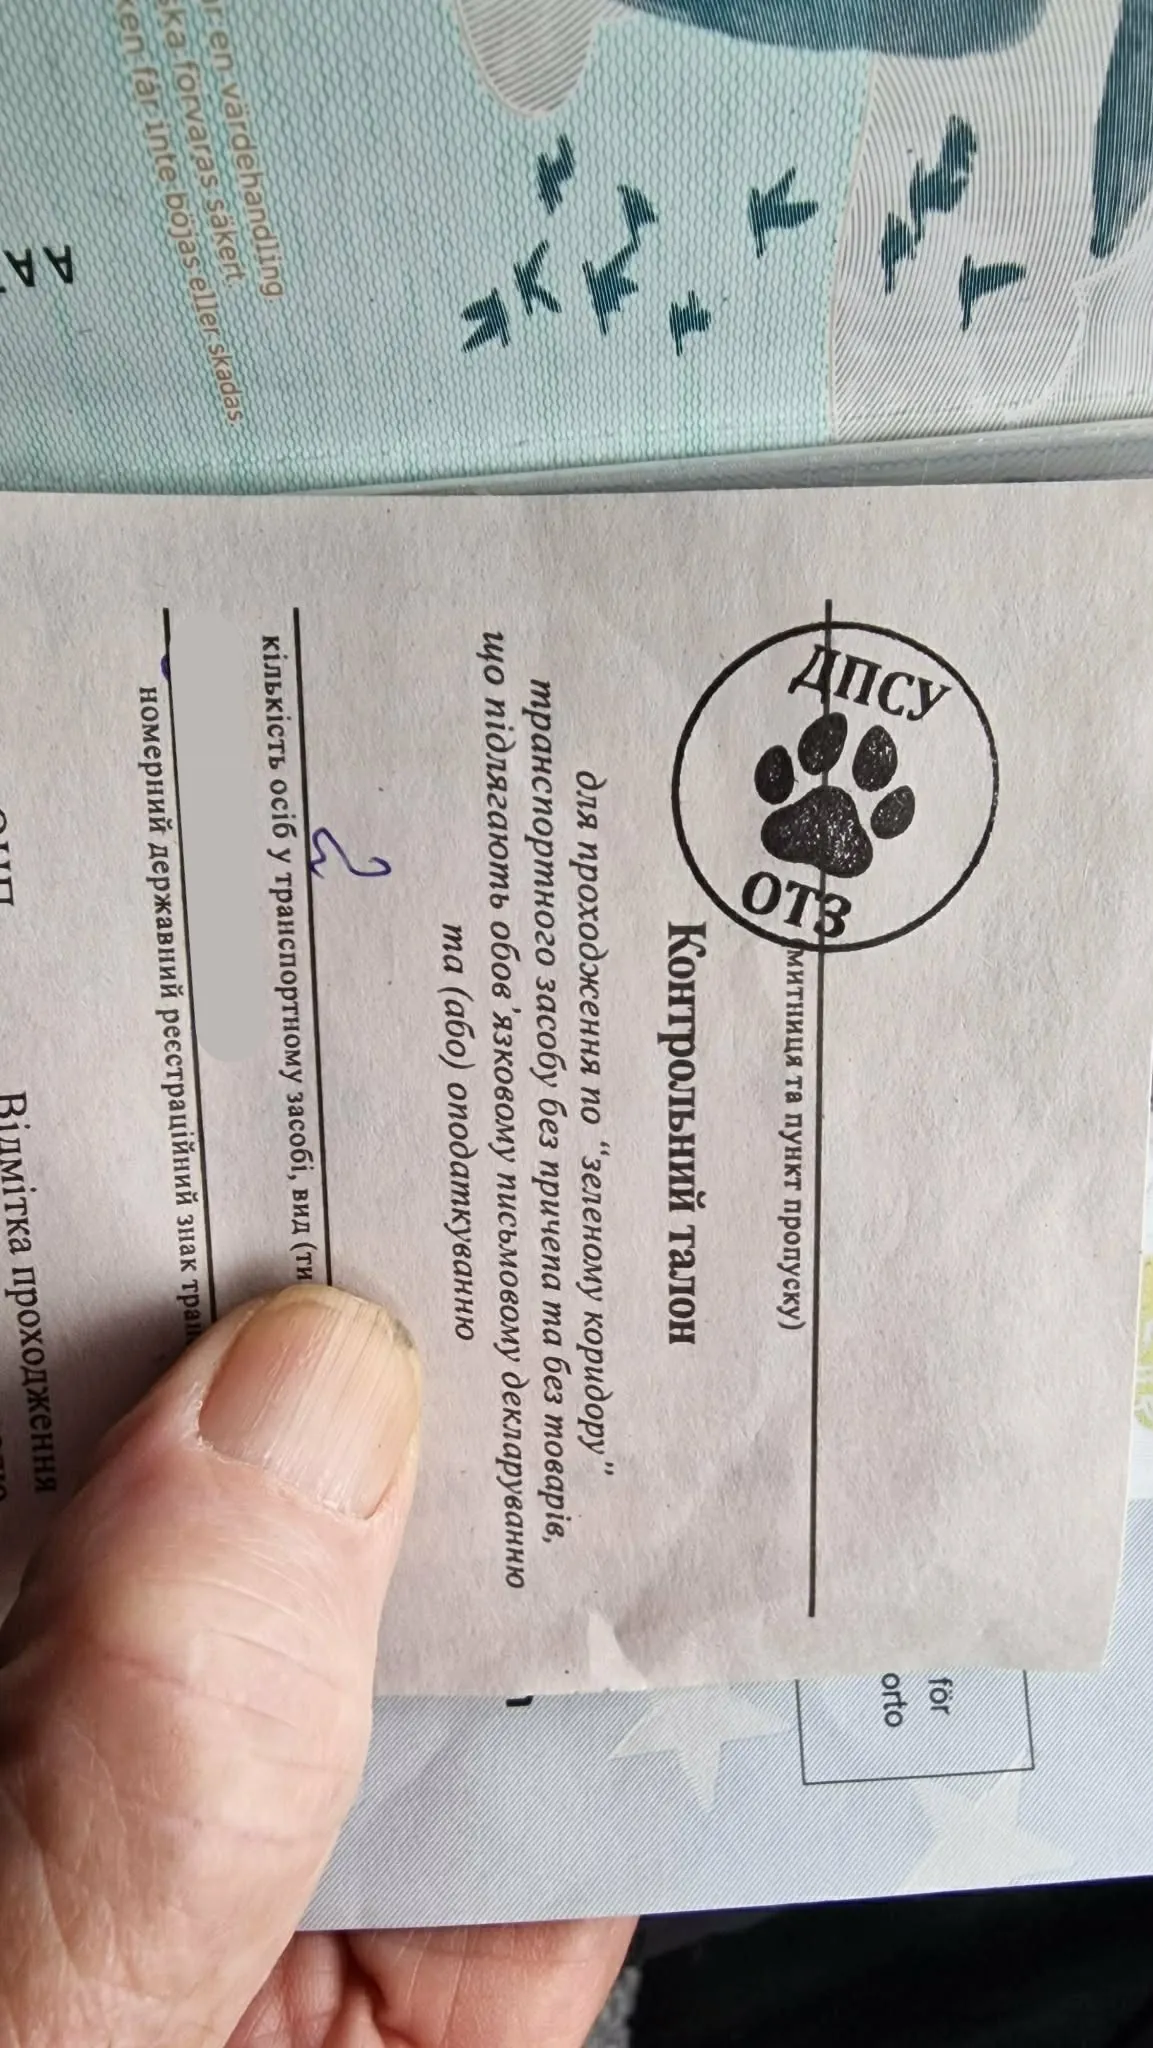 är en värdehandling.
ska förvaras säkert.
ken får inte böjas eller skadas.
ДПСУ
ОТЗ
митниця та пункт пропуску)
Контрольний талон
для проходження по "зеленому коридору"
транспортного засобу без причепа та без товарів,
що підлягають обов'язковому письмовому декларуванню
та (або) оподаткуванню
2
кількість осіб у транспортному засобі, вид (ти
номерний державний реєстраційний знак тран
Відмітка проходження
för
orto